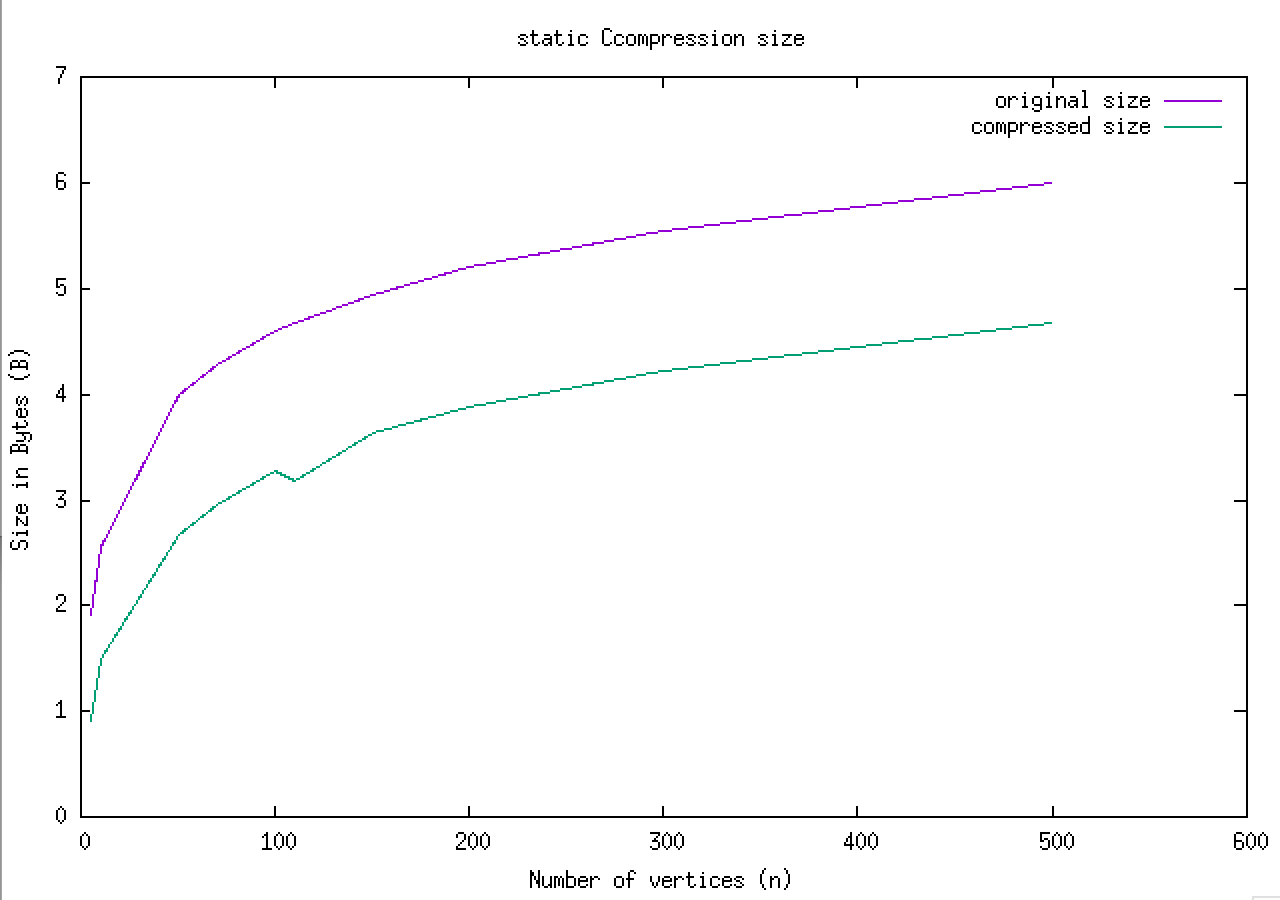 static Ccompression size
original size
compressed size
7
6
5
4
3
2
1
0
Size in Bytes (B)
0 100 200 300 400 500 600
Number of vertices (n)